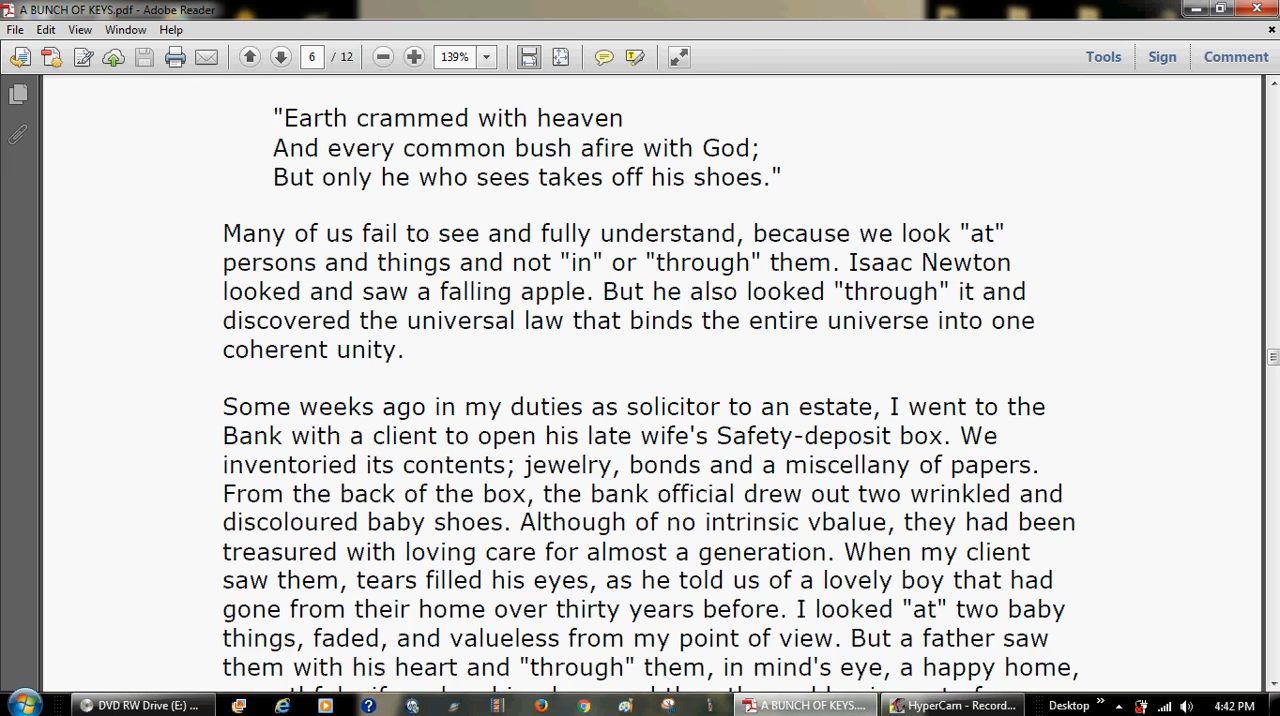 A BUNCH OF KEYS.pdf - Adobe Reader
File Edit View Window Help
6 / 12 139% Tools Sign Comment
"Earth crammed with heaven
And every common bush afire with God;
But only he who sees takes off his shoes."
Many of us fail to see and fully understand, because we look "at"
persons and things and not "in" or "through" them. Isaac Newton
looked and saw a falling apple. But he also looked "through" it and
discovered the universal law that binds the entire universe into one
coherent unity.
Some weeks ago in my duties as solicitor to an estate, I went to the
Bank with a client to open his late wife's Safety-deposit box. We
inventoried its contents; jewelry, bonds and a miscellany of papers.
From the back of the box, the bank official drew out two wrinkled and
discoloured baby shoes. Although of no intrinsic vbalue, they had been
treasured with loving care for almost a generation. When my client
saw them, tears filled his eyes, as he told us of a lovely boy that had
gone from their home over thirty years before. I looked "at" two baby
things, faded, and valueless from my point of view. But a father saw
them with his heart and "through" them, in mind's eye, a happy home,
DVD RW Drive (E:) ... A BUNCH OF KEYS.... HyperCam - Record... Desktop » 4:42 PM